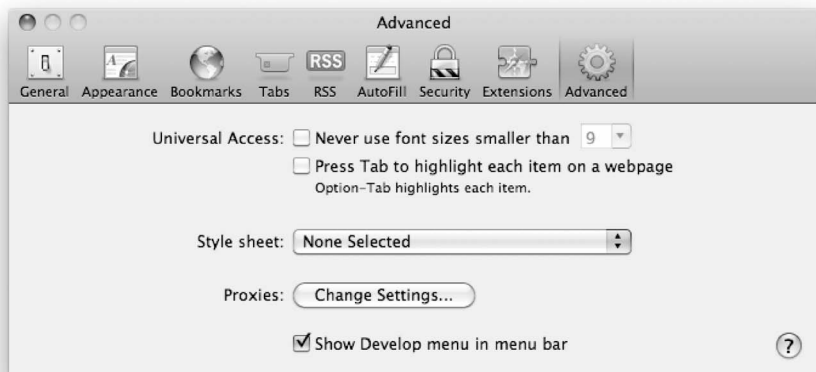 Advanced
RSS
General Appearance Bookmarks Tabs RSS AutoFill Security Extensions Advanced
Universal Access: Never use font sizes smaller than 9
Press Tab to highlight each item on a webpage
Option-Tab highlights each item.
Style sheet: None Selected
Proxies: Change Settings...
Show Develop menu in menu bar ?